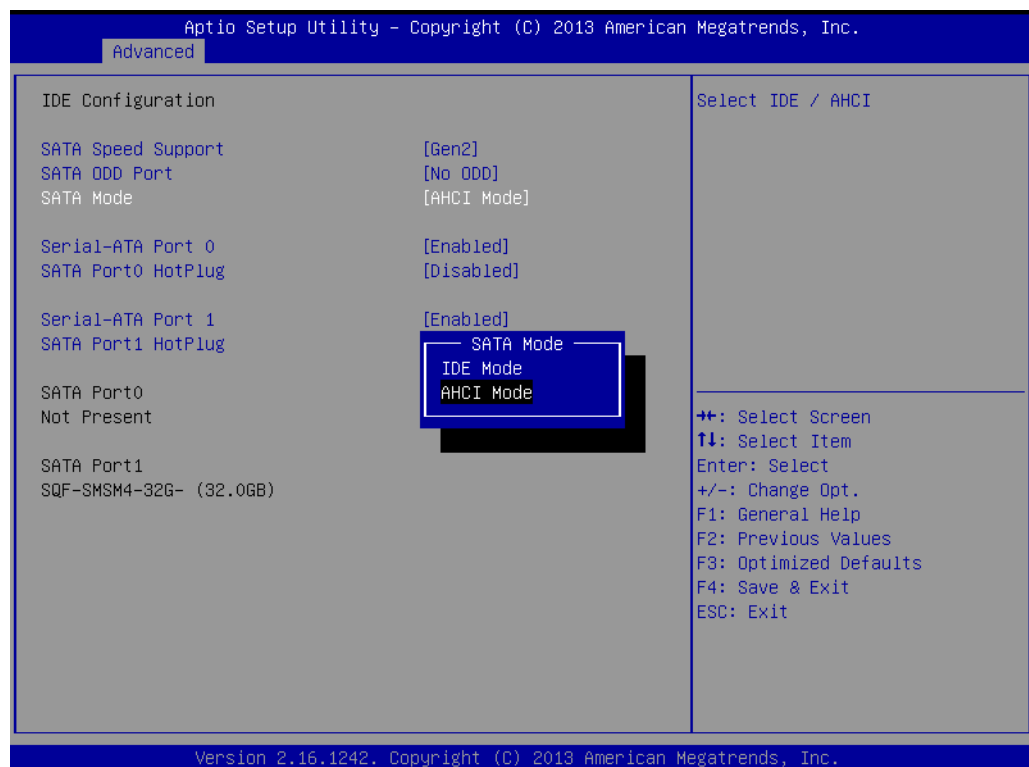 Aptio Setup Utility – Copyright (C) 2013 American Megatrends, Inc.
Advanced
IDE Configuration
SATA Speed Support [Gen2]
SATA ODD Port [No ODD]
SATA Mode [AHCI Mode]
Serial-ATA Port 0 [Enabled]
SATA Port0 HotPlug [Disabled]
Serial-ATA Port 1 [Enabled]
SATA Port1 HotPlug
SATA Mode
IDE Mode
AHCI Mode
SATA Port0
Not Present
SATA Port1
SQF-SMSM4-32G- (32.0GB)
Select IDE / AHCI
→←: Select Screen
↑↓: Select Item
Enter: Select
+/-: Change Opt.
F1: General Help
F2: Previous Values
F3: Optimized Defaults
F4: Save & Exit
ESC: Exit
Version 2.16.1242. Copyright (C) 2013 American Megatrends, Inc.